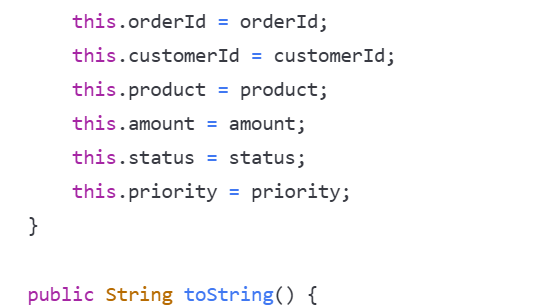 this.orderId = orderId;
this.customerId = customerId;
this.product = product;
this.amount = amount;
this.status = status;
this.priority = priority;
}
public String toString() {